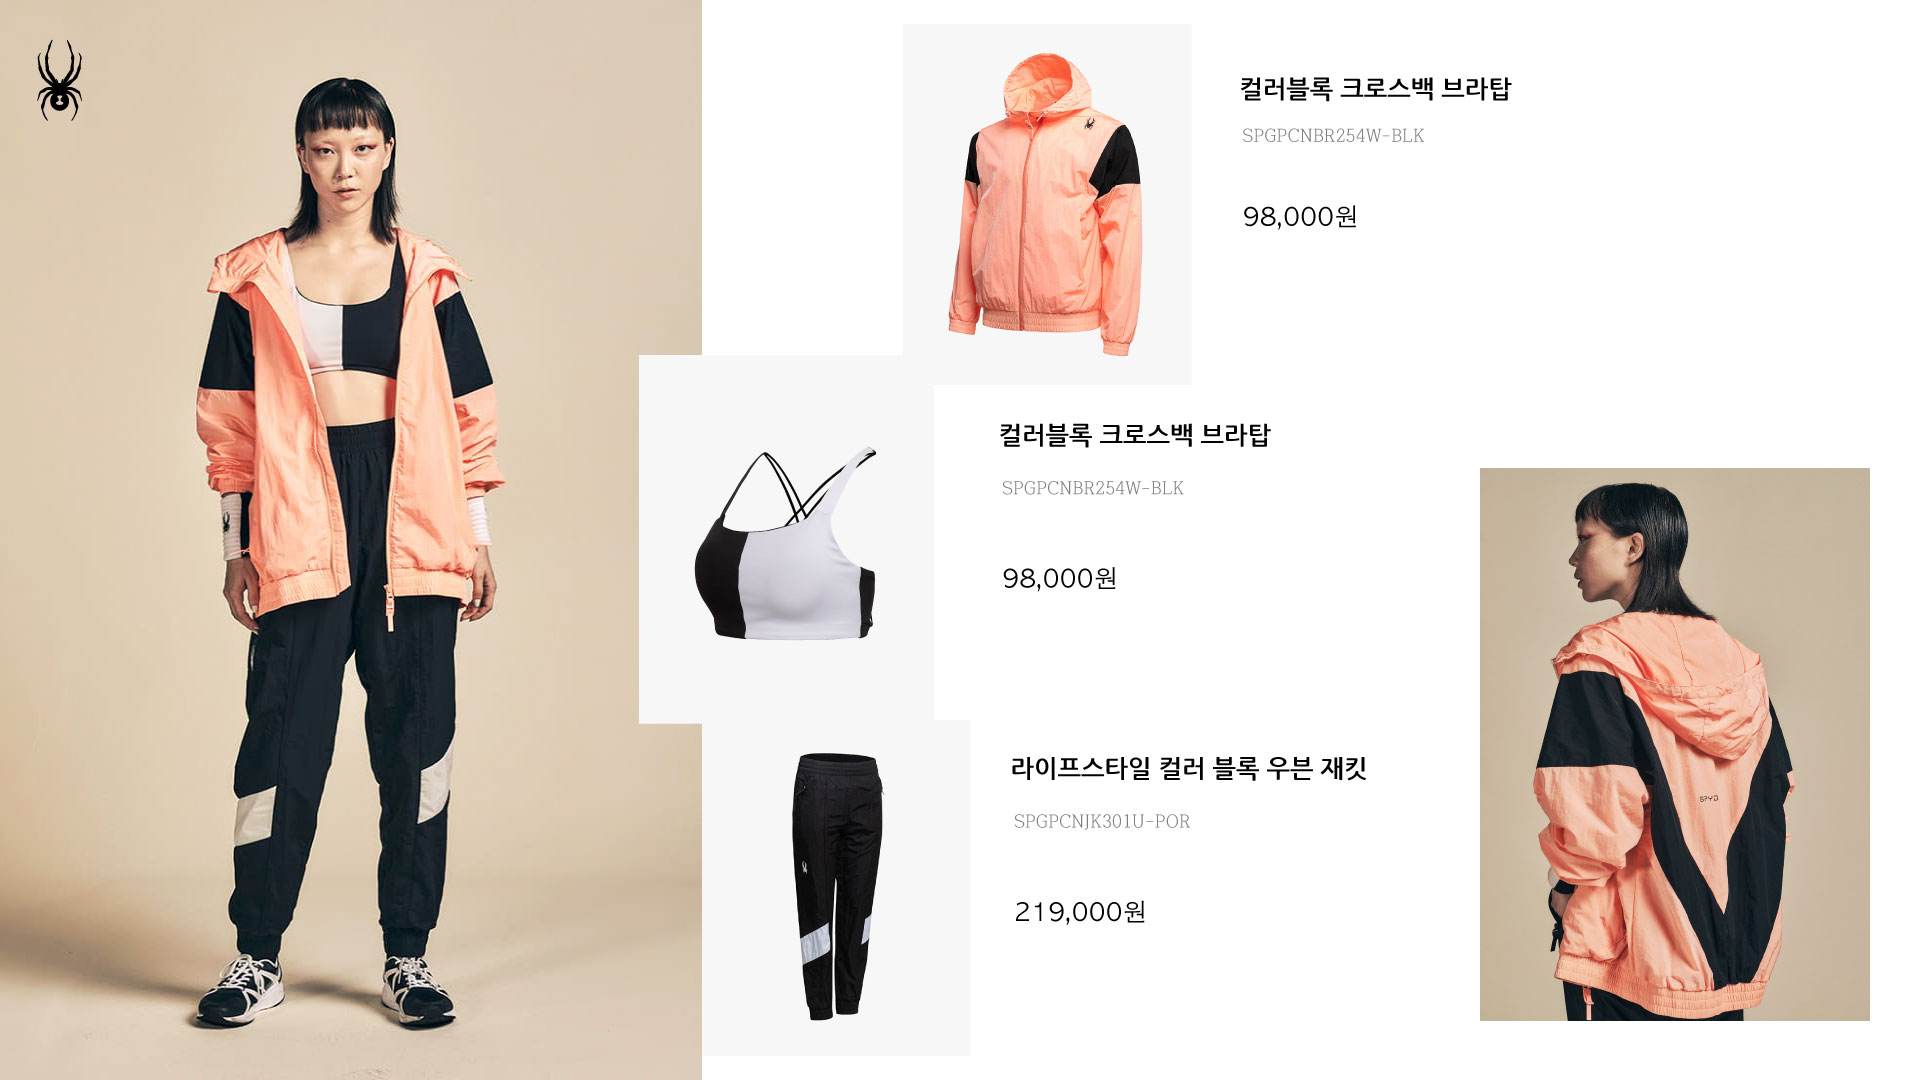 컬러블록 크로스백 브라탑
SPGPCNBR254W-BLK
98,000원
컬러블록 크로스백 브라탑
SPGPCNBR254W-BLK
98,000원
라이프스타일 컬러 블록 우븐 재킷
SPGPCNJK301U-POR
219,000원
SPYD